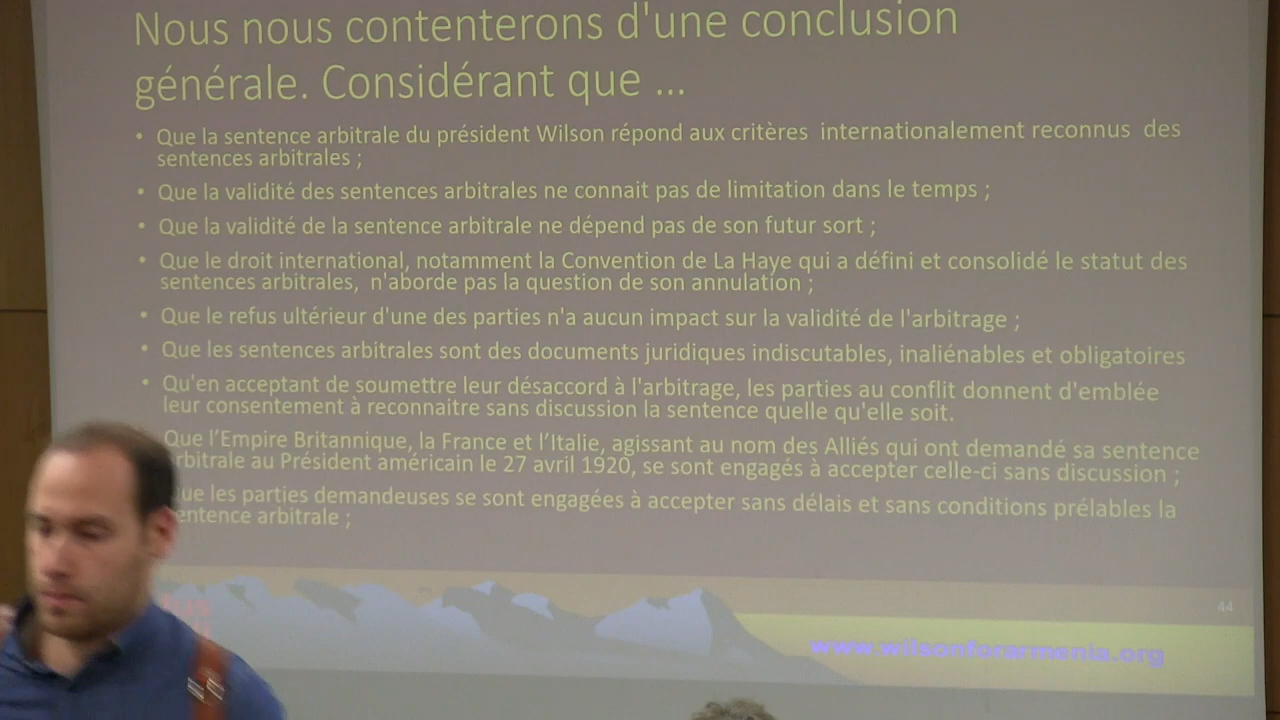 Nous nous contenterons d'une conclusion
générale. Considérant que ...
• Que la sentence arbitrale du président Wilson répond aux critères internationalement reconnus des
sentences arbitrales ;
• Que la validité des sentences arbitrales ne connait pas de limitation dans le temps ;
• Que la validité de la sentence arbitrale ne dépend pas de son futur sort ;
• Que le droit international, notamment la Convention de La Haye qui a défini et consolidé le statut des
sentences arbitrales, n'aborde pas la question de son annulation ;
• Que le refus ultérieur d'une des parties n'a aucun impact sur la validité de l'arbitrage ;
• Que les sentences arbitrales sont des documents juridiques indiscutables, inaliénables et obligatoires
• Qu'en acceptant de soumettre leur désaccord à l'arbitrage, les parties au conflit donnent d'emblée
leur consentement à reconnaitre sans discussion la sentence quelle qu'elle soit.
Que l’Empire Britannique, la France et l’Italie, agissant au nom des Alliés qui ont demandé sa sentence
rbitrale au Président américain le 27 avril 1920, se sont engagés à accepter celle-ci sans discussion ;
ue les parties demandeuses se sont engagées à accepter sans délais et sans conditions prélables la
entence arbitrale ;
44
www.wilsonforarmenia.org